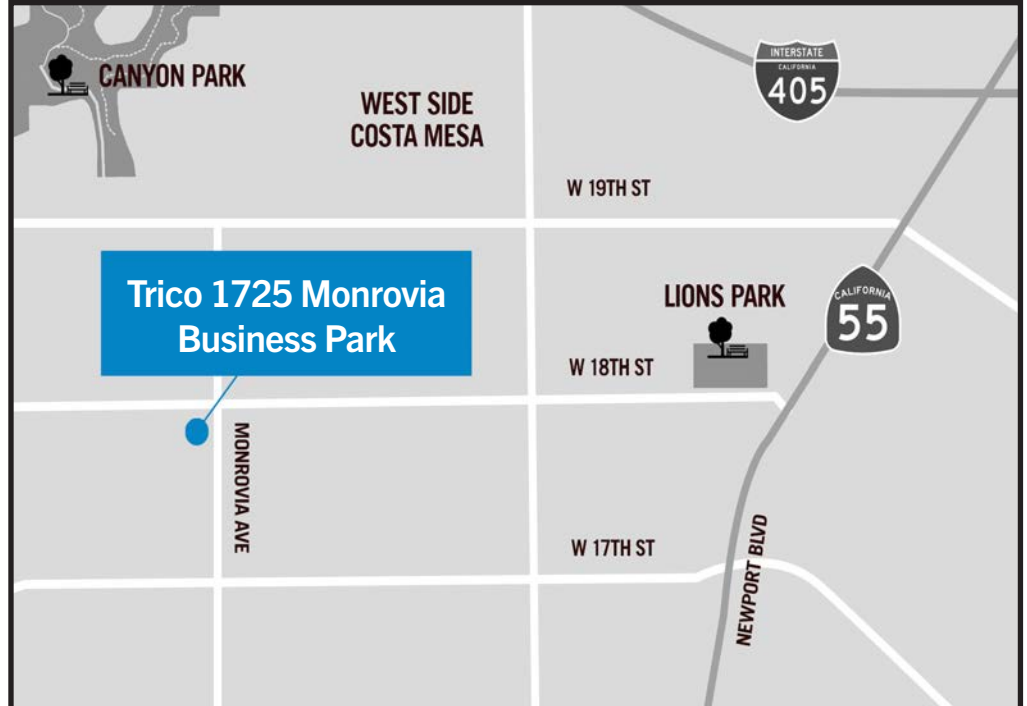 CANYON PARK
WEST SIDE
COSTA MESA
INTERSTATE
CALIFORNIA
405
W 19TH ST
Trico 1725 Monrovia
Business Park
LIONS PARK
CALIFORNIA
55
W 18TH ST
MONROVIA AVE
W 17TH ST
NEWPORT BLVD